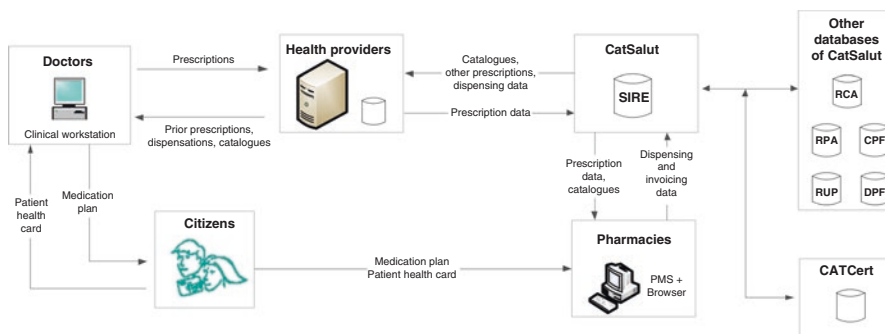 Doctors
Clinical workstation
Prescriptions
Prior prescriptions,
dispensations, catalogues
Health providers
Catalogues,
other prescriptions,
dispensing data
Prescription data
CatSalut
SIRE
Other
databases
of CatSalut
RCA
RPA
CPF
RUP
DPF
Patient
health
card
Medication
plan
Citizens
Medication plan
Patient health card
Prescription
data,
catalogues
Dispensing
and
invoicing
data
Pharmacies
PMS +
Browser
CATCert